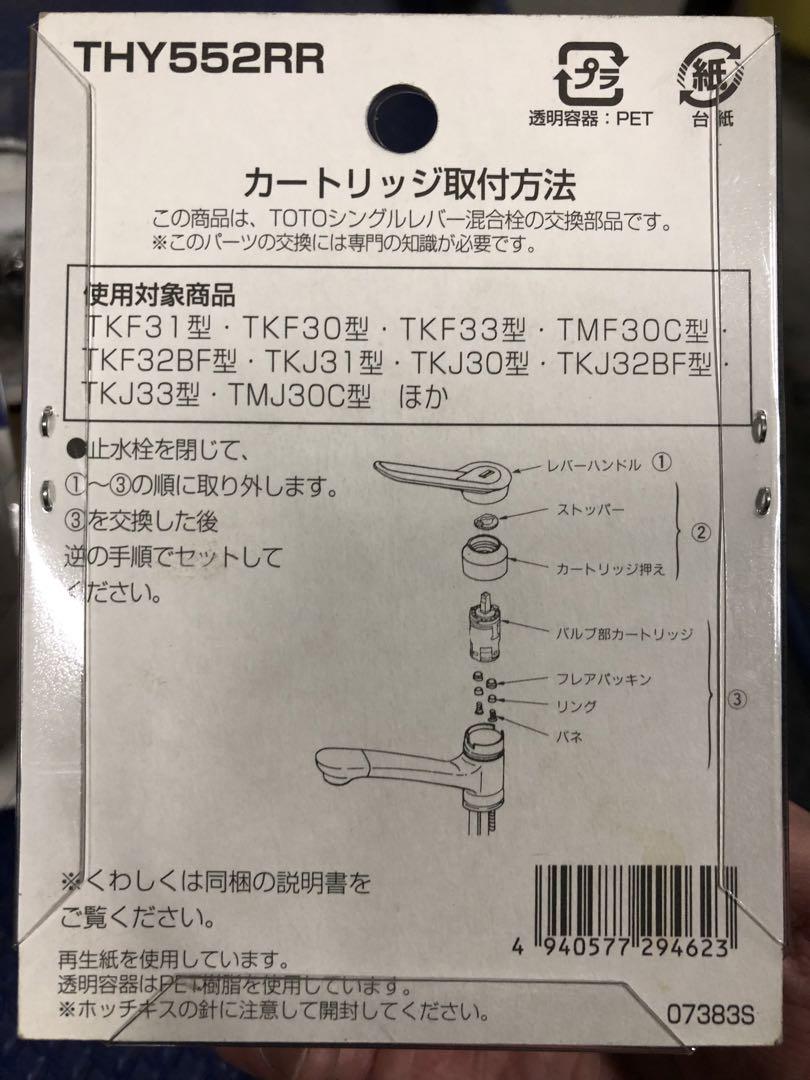 THY552RR
プラ
紙
透明容器：PET
台紙
カートリッジ取付方法
この商品は、TOTOシングルレバー混合栓の交換部品です。
※このパーツの交換には専門の知識が必要です。
使用対象商品
TKF31型・TKF30型・TKF33型・TMF30C型・
TKF32BF型・TKJ31型・TKJ30型・TKJ32BF型・
TKJ33型・TMJ30C型　ほか
●止水栓を閉じて、
①〜③の順に取り外します。
③を交換した後
逆の手順でセットして
ください。
レバーハンドル ①
ストッパー
②
カートリッジ押え
バルブ部カートリッジ
フレアパッキン
リング
③
バネ
※くわしくは同梱の説明書を
ご覧ください。
4 940577 294623
再生紙を使用しています。
透明容器はPET樹脂を使用しています。
※ホッチキスの針に注意して開封してください。
07383S